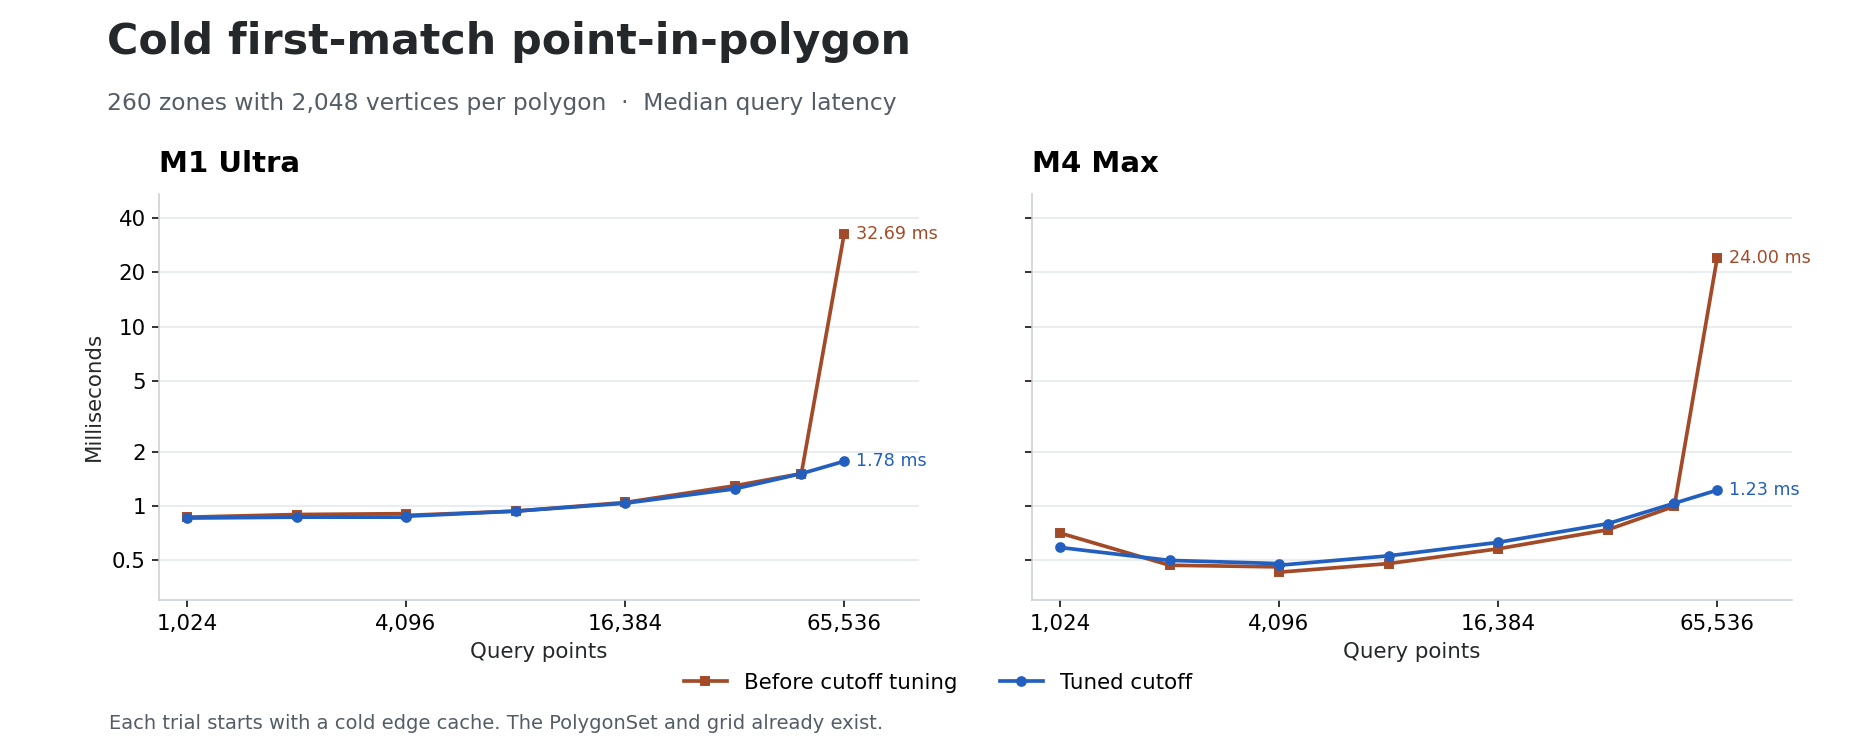 Cold first-match point-in-polygon
260 zones with 2,048 vertices per polygon · Median query latency
M1 Ultra
M4 Max
Milliseconds
40
20
10
5
2
1
0.5
32.69 ms
1.78 ms
24.00 ms
1.23 ms
1,024
4,096
16,384
65,536
1,024
4,096
16,384
65,536
Query points
Query points
Before cutoff tuning
Tuned cutoff
Each trial starts with a cold edge cache. The PolygonSet and grid already exist.